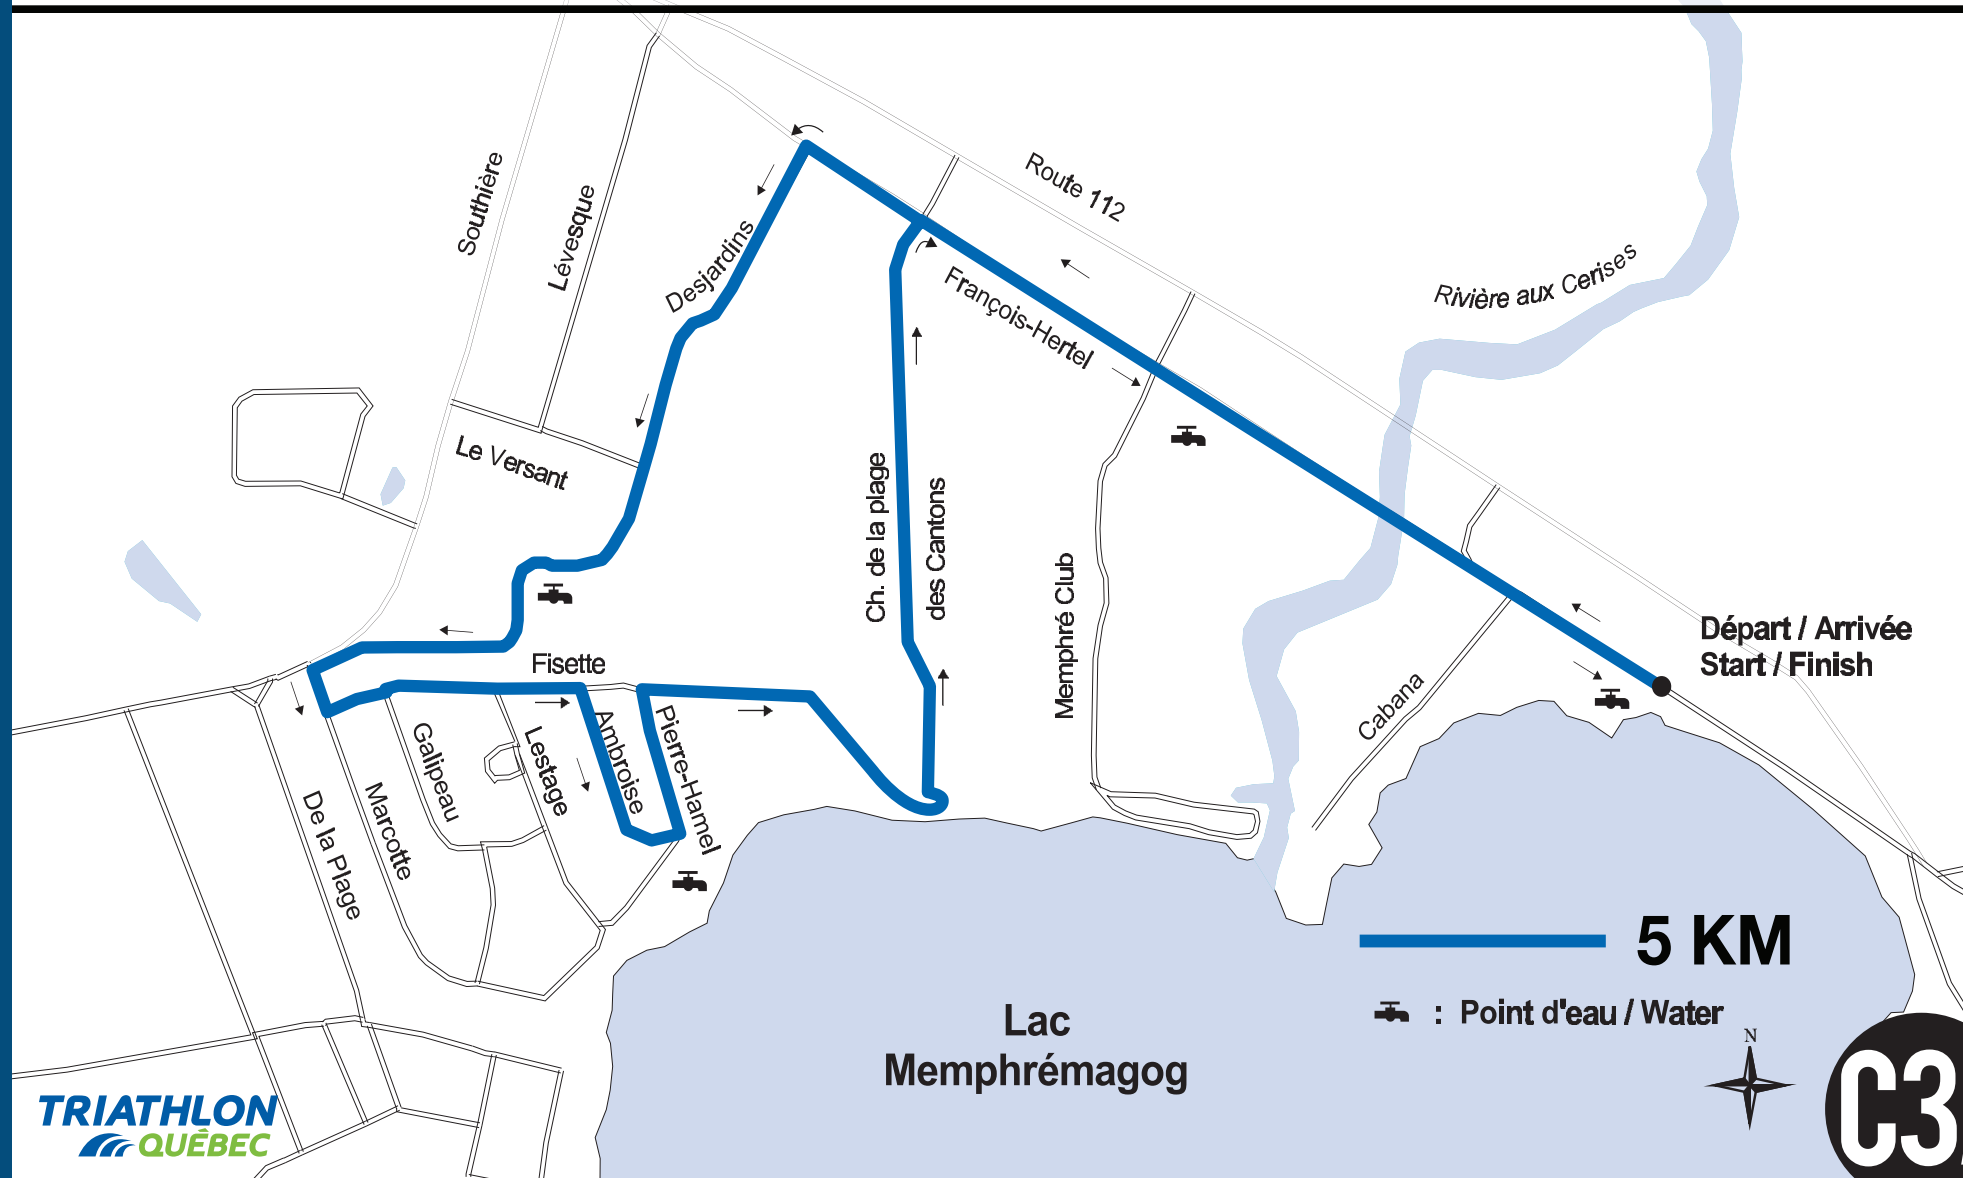 Route 112
Southière
Lévesque
Desjardins
François-Hertel
Rivière aux Cerises
Le Versant
Ch. de la plage
des Cantons
Memphré Club
Cabana
Départ / Arrivée
Start / Finish
Fisette
Galipeau
Lestage
Ambroise
Pierre-Hamel
De la Plage
Marcotte
5 KM
: Point d'eau / Water
Lac
Memphrémagog
N
C3
TRIATHLON
QUÉBEC